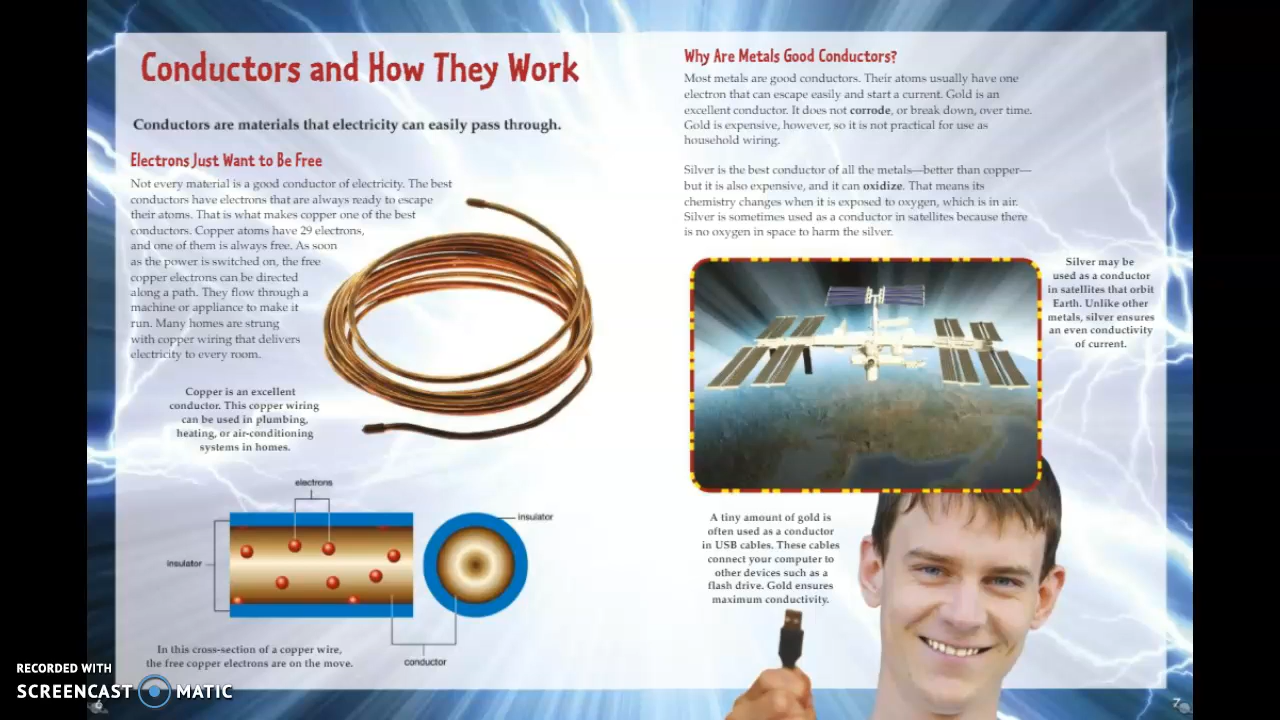 Conductors and How They Work
Conductors are materials that electricity can easily pass through.
Electrons Just Want to Be Free
Not every material is a good conductor of electricity. The best
conductors have electrons that are always ready to escape
their atoms. That is what makes copper one of the best
conductors. Copper atoms have 29 electrons,
and one of them is always free. As soon
as the power is switched on, the free
copper electrons can be directed
along a path. They flow through a
machine or appliance to make it
run. Many homes are strung
with copper wiring that delivers
electricity to every room.
Copper is an excellent
conductor. This copper wiring
can be used in plumbing,
heating, or air-conditioning
systems in homes.
electrons
insulator
insulator
conductor
In this cross-section of a copper wire,
the free copper electrons are on the move.
6
Why Are Metals Good Conductors?
Most metals are good conductors. Their atoms usually have one
electron that can escape easily and start a current. Gold is an
excellent conductor. It does not corrode, or break down, over time.
Gold is expensive, however, so it is not practical for use as
household wiring.
Silver is the best conductor of all the metals—better than copper—
but it is also expensive, and it can oxidize. That means its
chemistry changes when it is exposed to oxygen, which is in air.
Silver is sometimes used as a conductor in satellites because there
is no oxygen in space to harm the silver.
Silver may be
used as a conductor
in satellites that orbit
Earth. Unlike other
metals, silver ensures
an even conductivity
of current.
A tiny amount of gold is
often used as a conductor
in USB cables. These cables
connect your computer to
other devices such as a
flash drive. Gold ensures
maximum conductivity.
7
RECORDED WITH
SCREENCAST MATIC